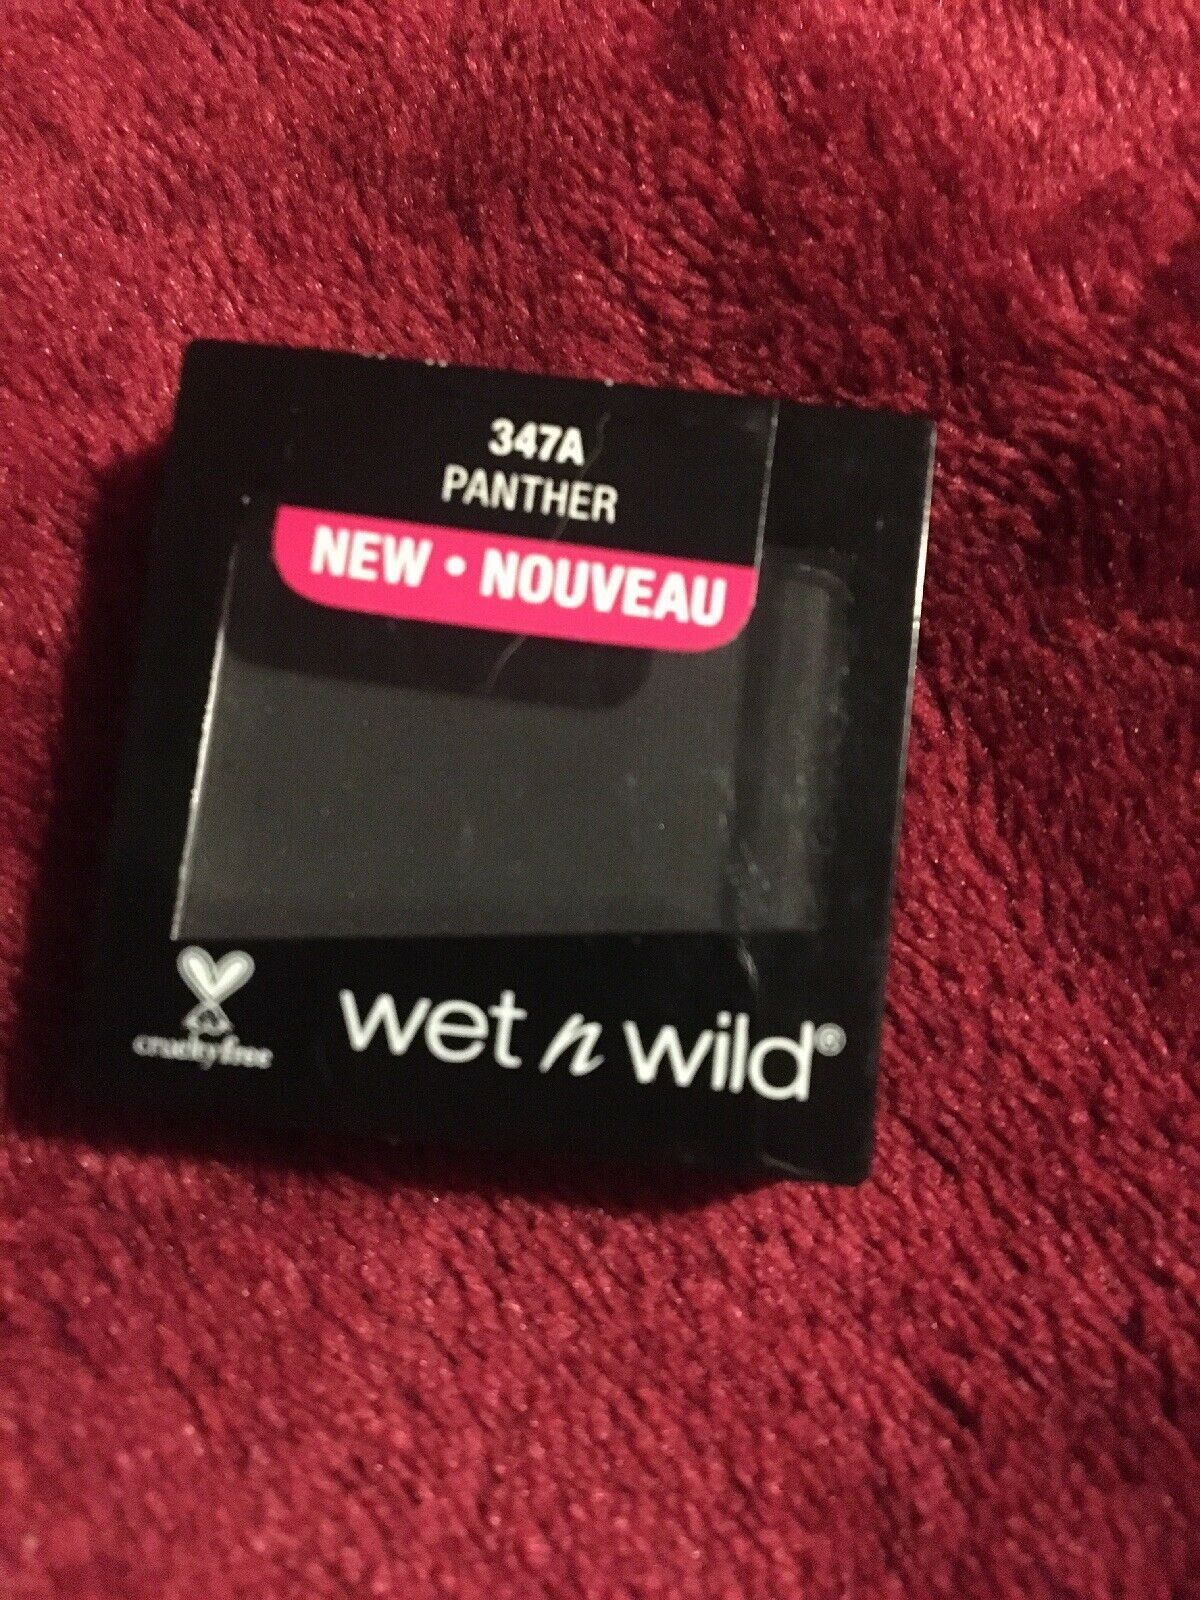 347A
PANTHER
NEW • NOUVEAU
crueltyfree
wet n wild®